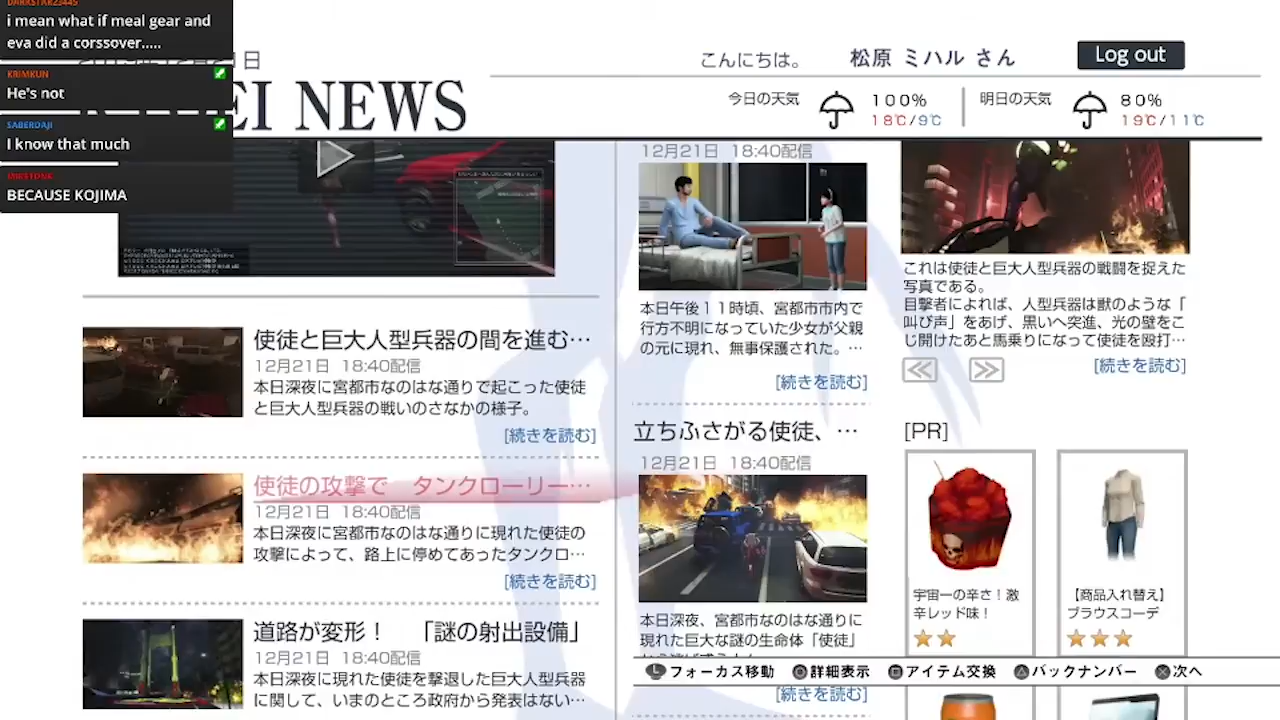 DARKSTAR23445
i mean what if meal gear and
eva did a corssover.....
KRIMKUN
He's not
SABERDAJI
I know that much
BECAUSE KOJIMA
日
EI NEWS
こんにちは。 松原 ミハル さん
Log out
今日の天気 100%
18℃/9℃
明日の天気 80%
19℃/11℃
使徒と巨大人型兵器の間を進む…
12月21日 18:40配信
本日深夜に宮都市なのはな通りで起こった使徒
と巨大人型兵器の戦いのさなかの様子。
[続きを読む]
使徒の攻撃で タンクローリー…
12月21日 18:40配信
本日深夜に宮都市なのはな通りに現れた使徒の
攻撃によって、路上に停めてあったタンクロ…
[続きを読む]
道路が変形！ 「謎の射出設備」
12月21日 18:40配信
本日深夜に現れた使徒を撃退した巨大人型兵器
に関して、いまのところ政府から発表はない…
12月21日 18:40配信
本日午後１１時頃、宮都市市内で
行方不明になっていた少女が父親
の元に現れ、無事保護された。…
[続きを読む]
立ちふさがる使徒、…
12月21日 18:40配信
本日深夜、宮都市なのはな通りに
現れた巨大な謎の生命体「使徒」
[続きを読む]
これは使徒と巨大人型兵器の戦闘を捉えた
写真である。
目撃者によれば、人型兵器は獣のような「
叫び声」をあげ、黒いへ突進、光の壁をこ
じ開けたあと馬乗りになって使徒を殴打…
[続きを読む]
[PR]
宇宙一の辛さ！激
辛レッド味！
【商品入れ替え】
ブラウスコーデ
フォーカス移動 詳細表示 アイテム交換 バックナンバー 次へ